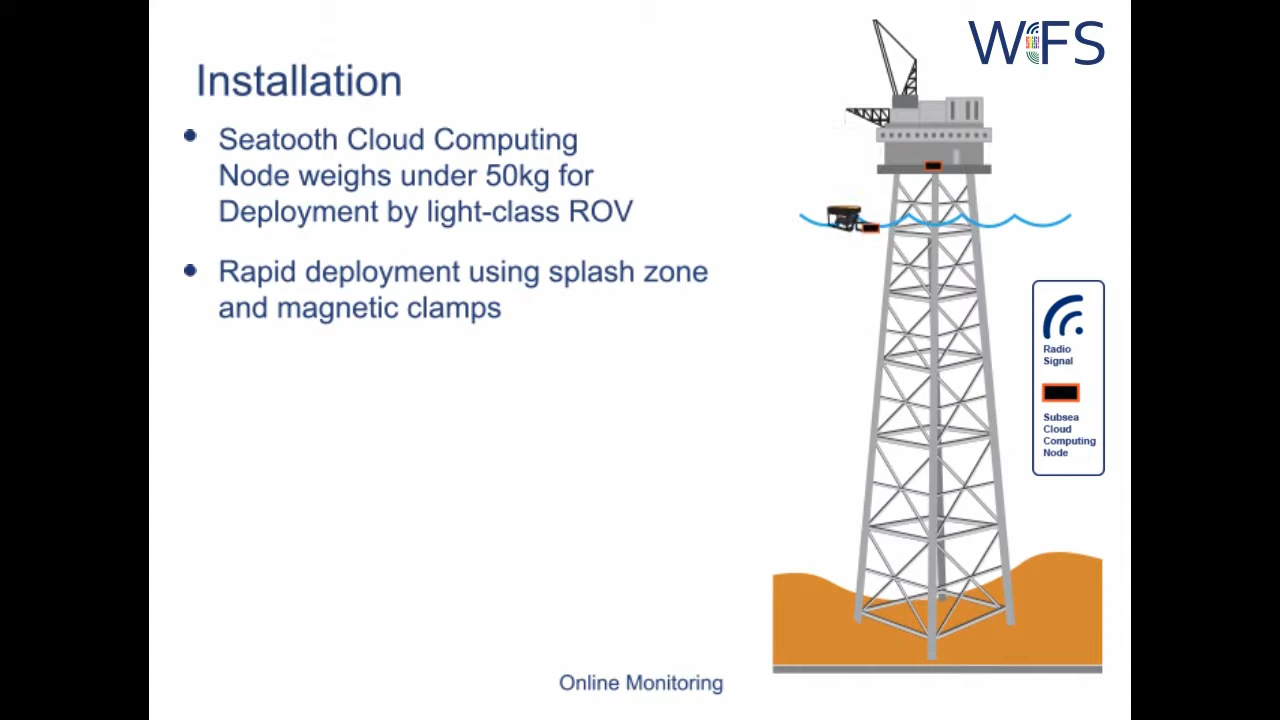 WFS
Installation
Seatooth Cloud Computing
Node weighs under 50kg for
Deployment by light-class ROV
Rapid deployment using splash zone
and magnetic clamps
Radio
Signal
Subsea
Cloud
Computing
Node
Online Monitoring